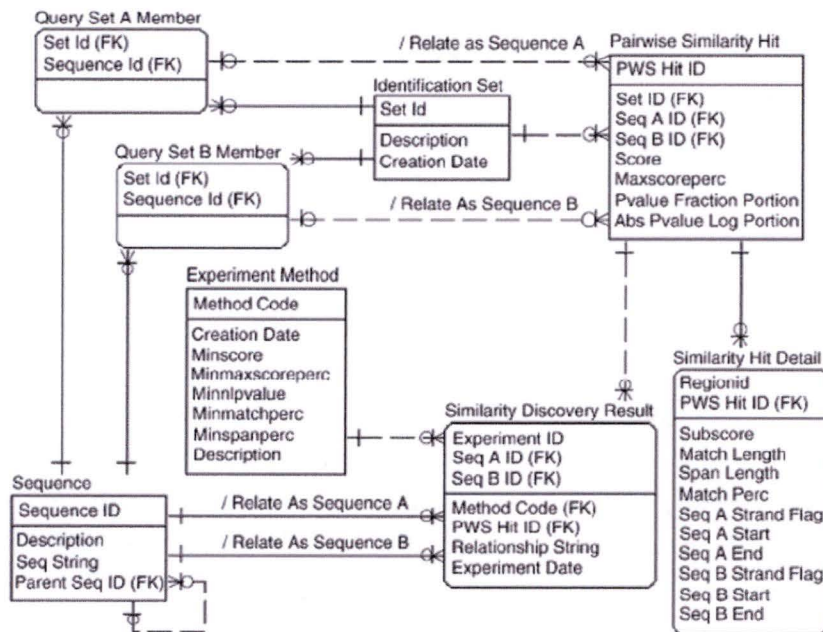 Query Set A Member
Set Id (FK)
Sequence Id (FK)
/ Relate as Sequence A
Pairwise Similarity Hit
PWS Hit ID
Set ID (FK)
Seq A ID (FK)
Seq B ID (FK)
Score
Maxscoreperc
Pvalue Fraction Portion
Abs Pvalue Log Portion
Identification Set
Set Id
Description
Creation Date
Query Set B Member
Set Id (FK)
Sequence Id (FK)
/ Relate As Sequence B
Experiment Method
Method Code
Creation Date
Minscore
Minmaxscoreperc
Minnlpvalue
Minmatchperc
Minspanperc
Description
Similarity Hit Detail
Regionid
PWS Hit ID (FK)
Subscore
Match Length
Span Length
Match Perc
Seq A Strand Flag
Seq A Start
Seq A End
Seq B Strand Flag
Seq B Start
Seq B End
Similarity Discovery Result
Experiment ID
Seq A ID (FK)
Seq B ID (FK)
Method Code (FK)
PWS Hit ID (FK)
Relationship String
Experiment Date
Sequence
Sequence ID
Description
Seq String
Parent Seq ID (FK)
/ Relate As Sequence A
/ Relate As Sequence B